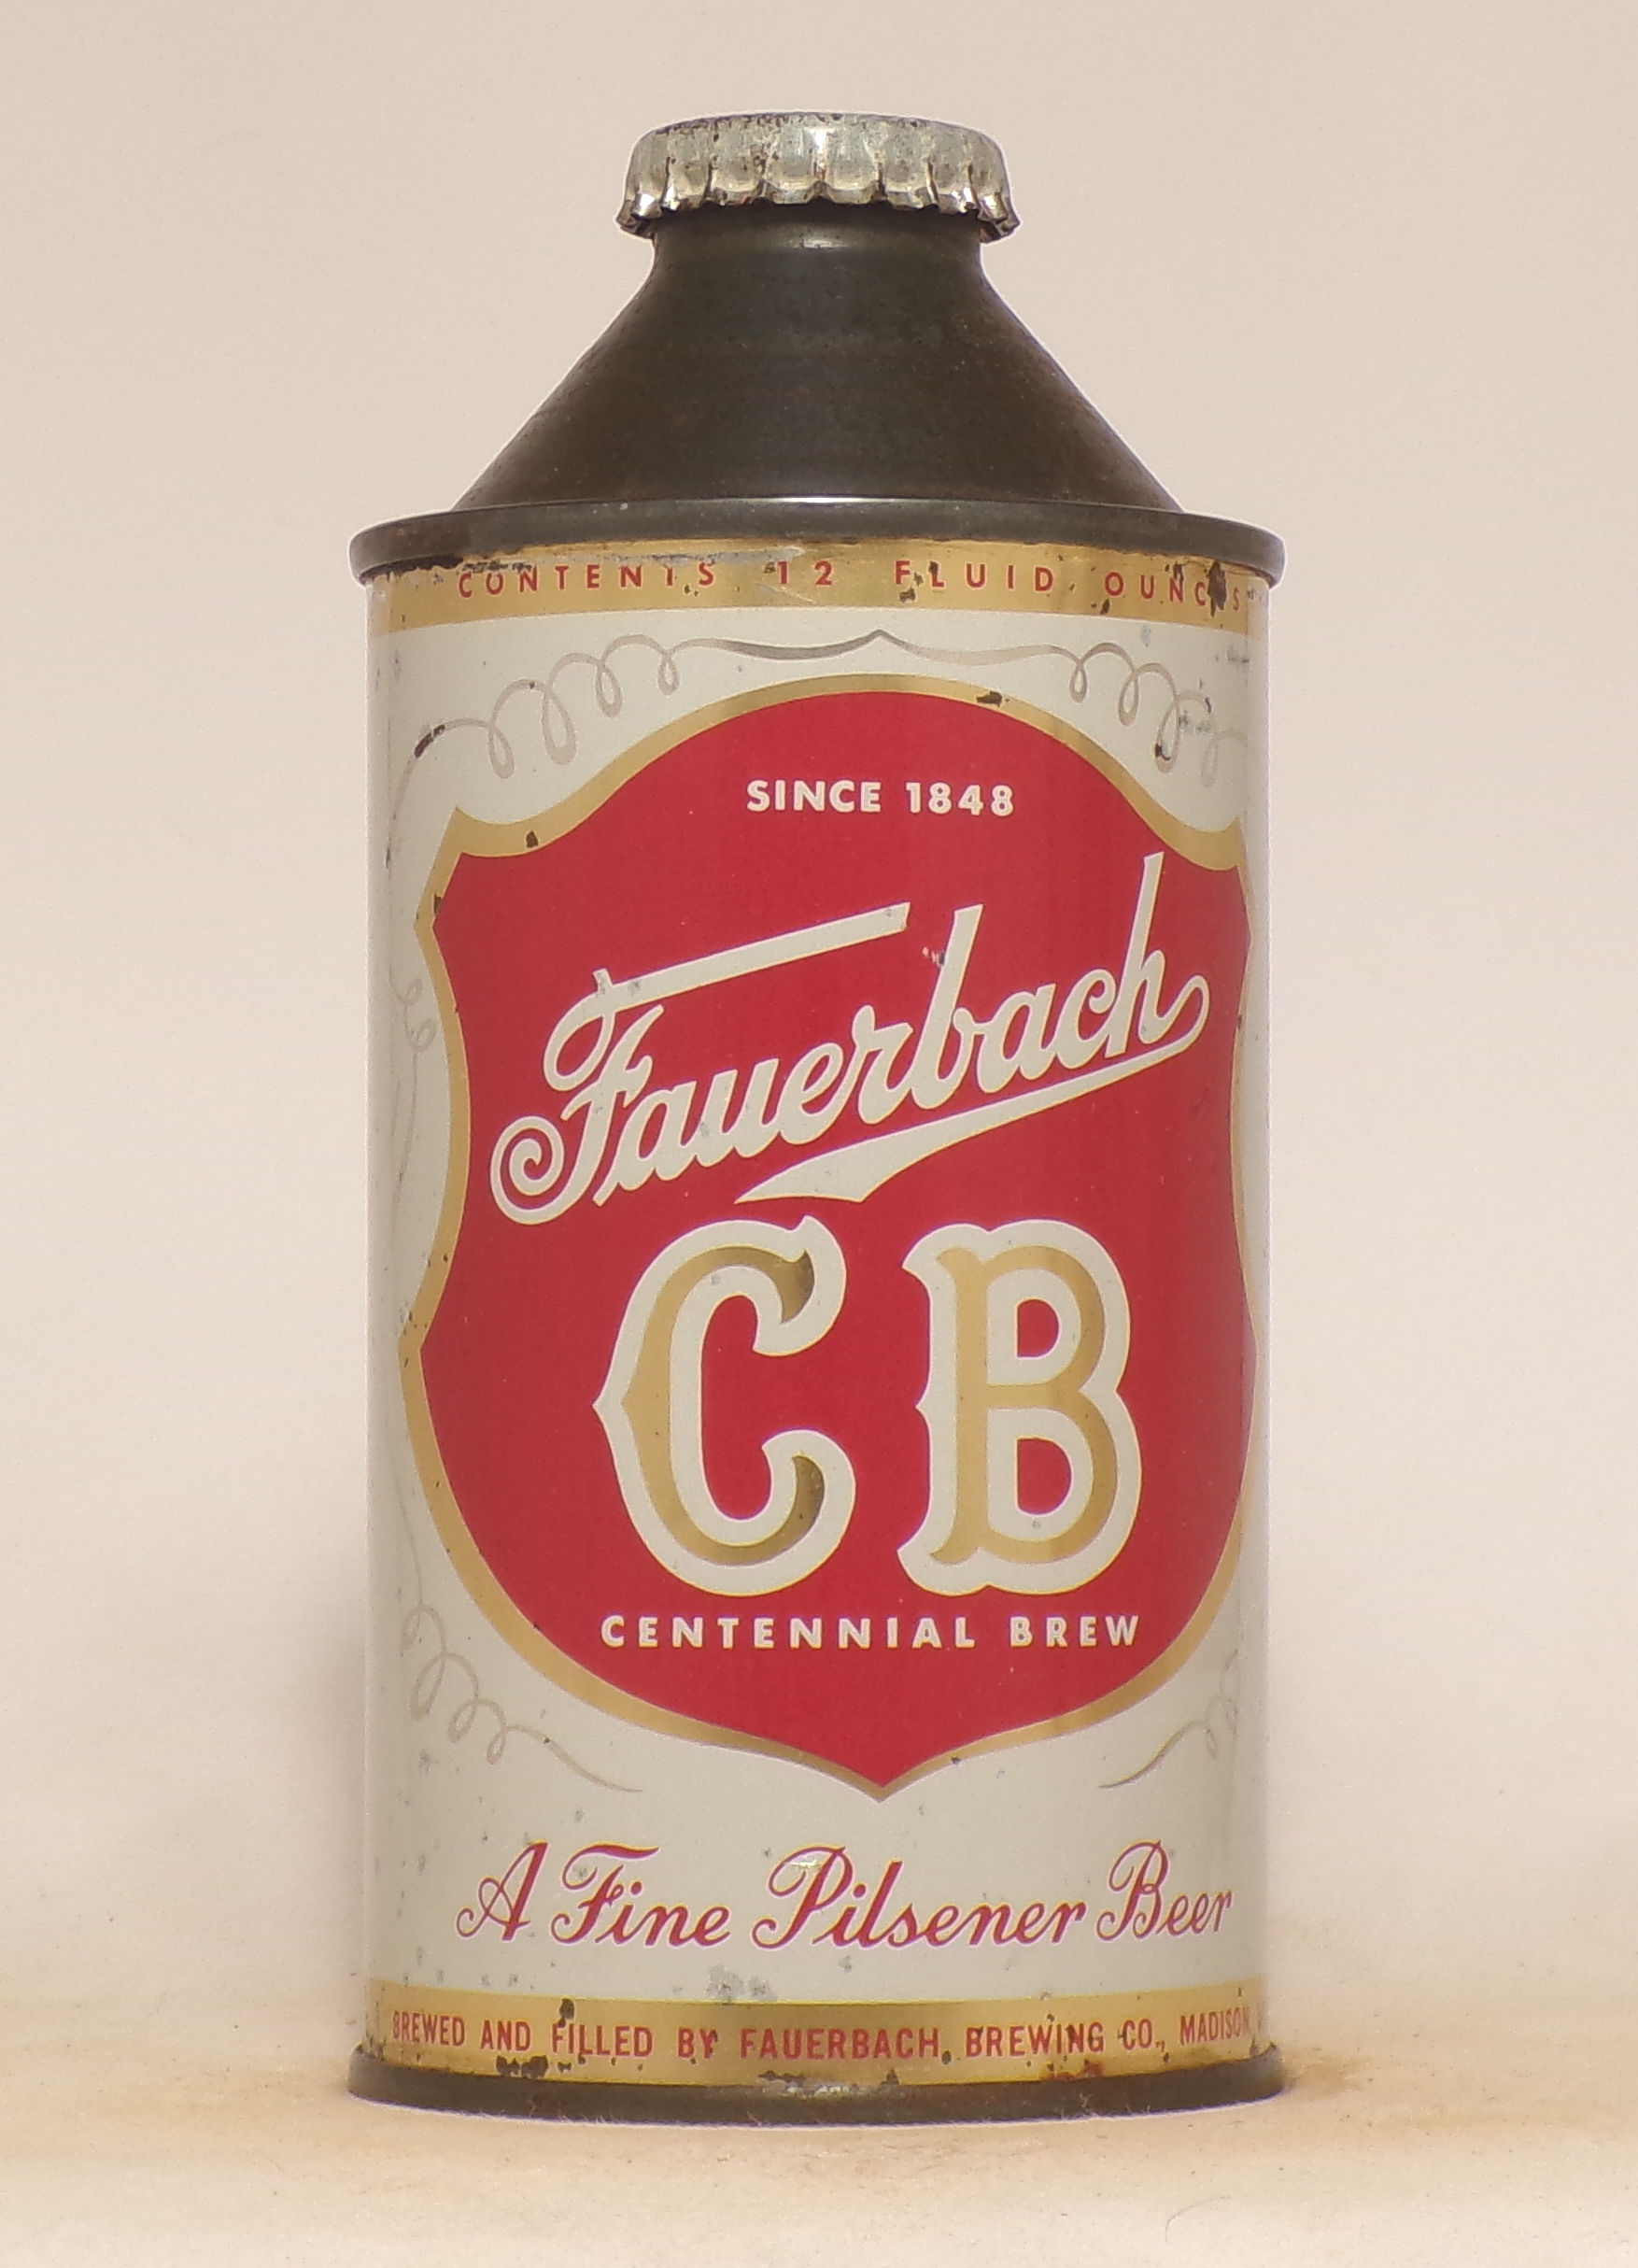 CONTENTS 12 FLUID OUNCES
SINCE 1848
Fauerbach
CB
CENTENNIAL BREW
A Fine Pilsener Beer
BREWED AND FILLED BY FAUERBACH BREWING CO., MADISON,